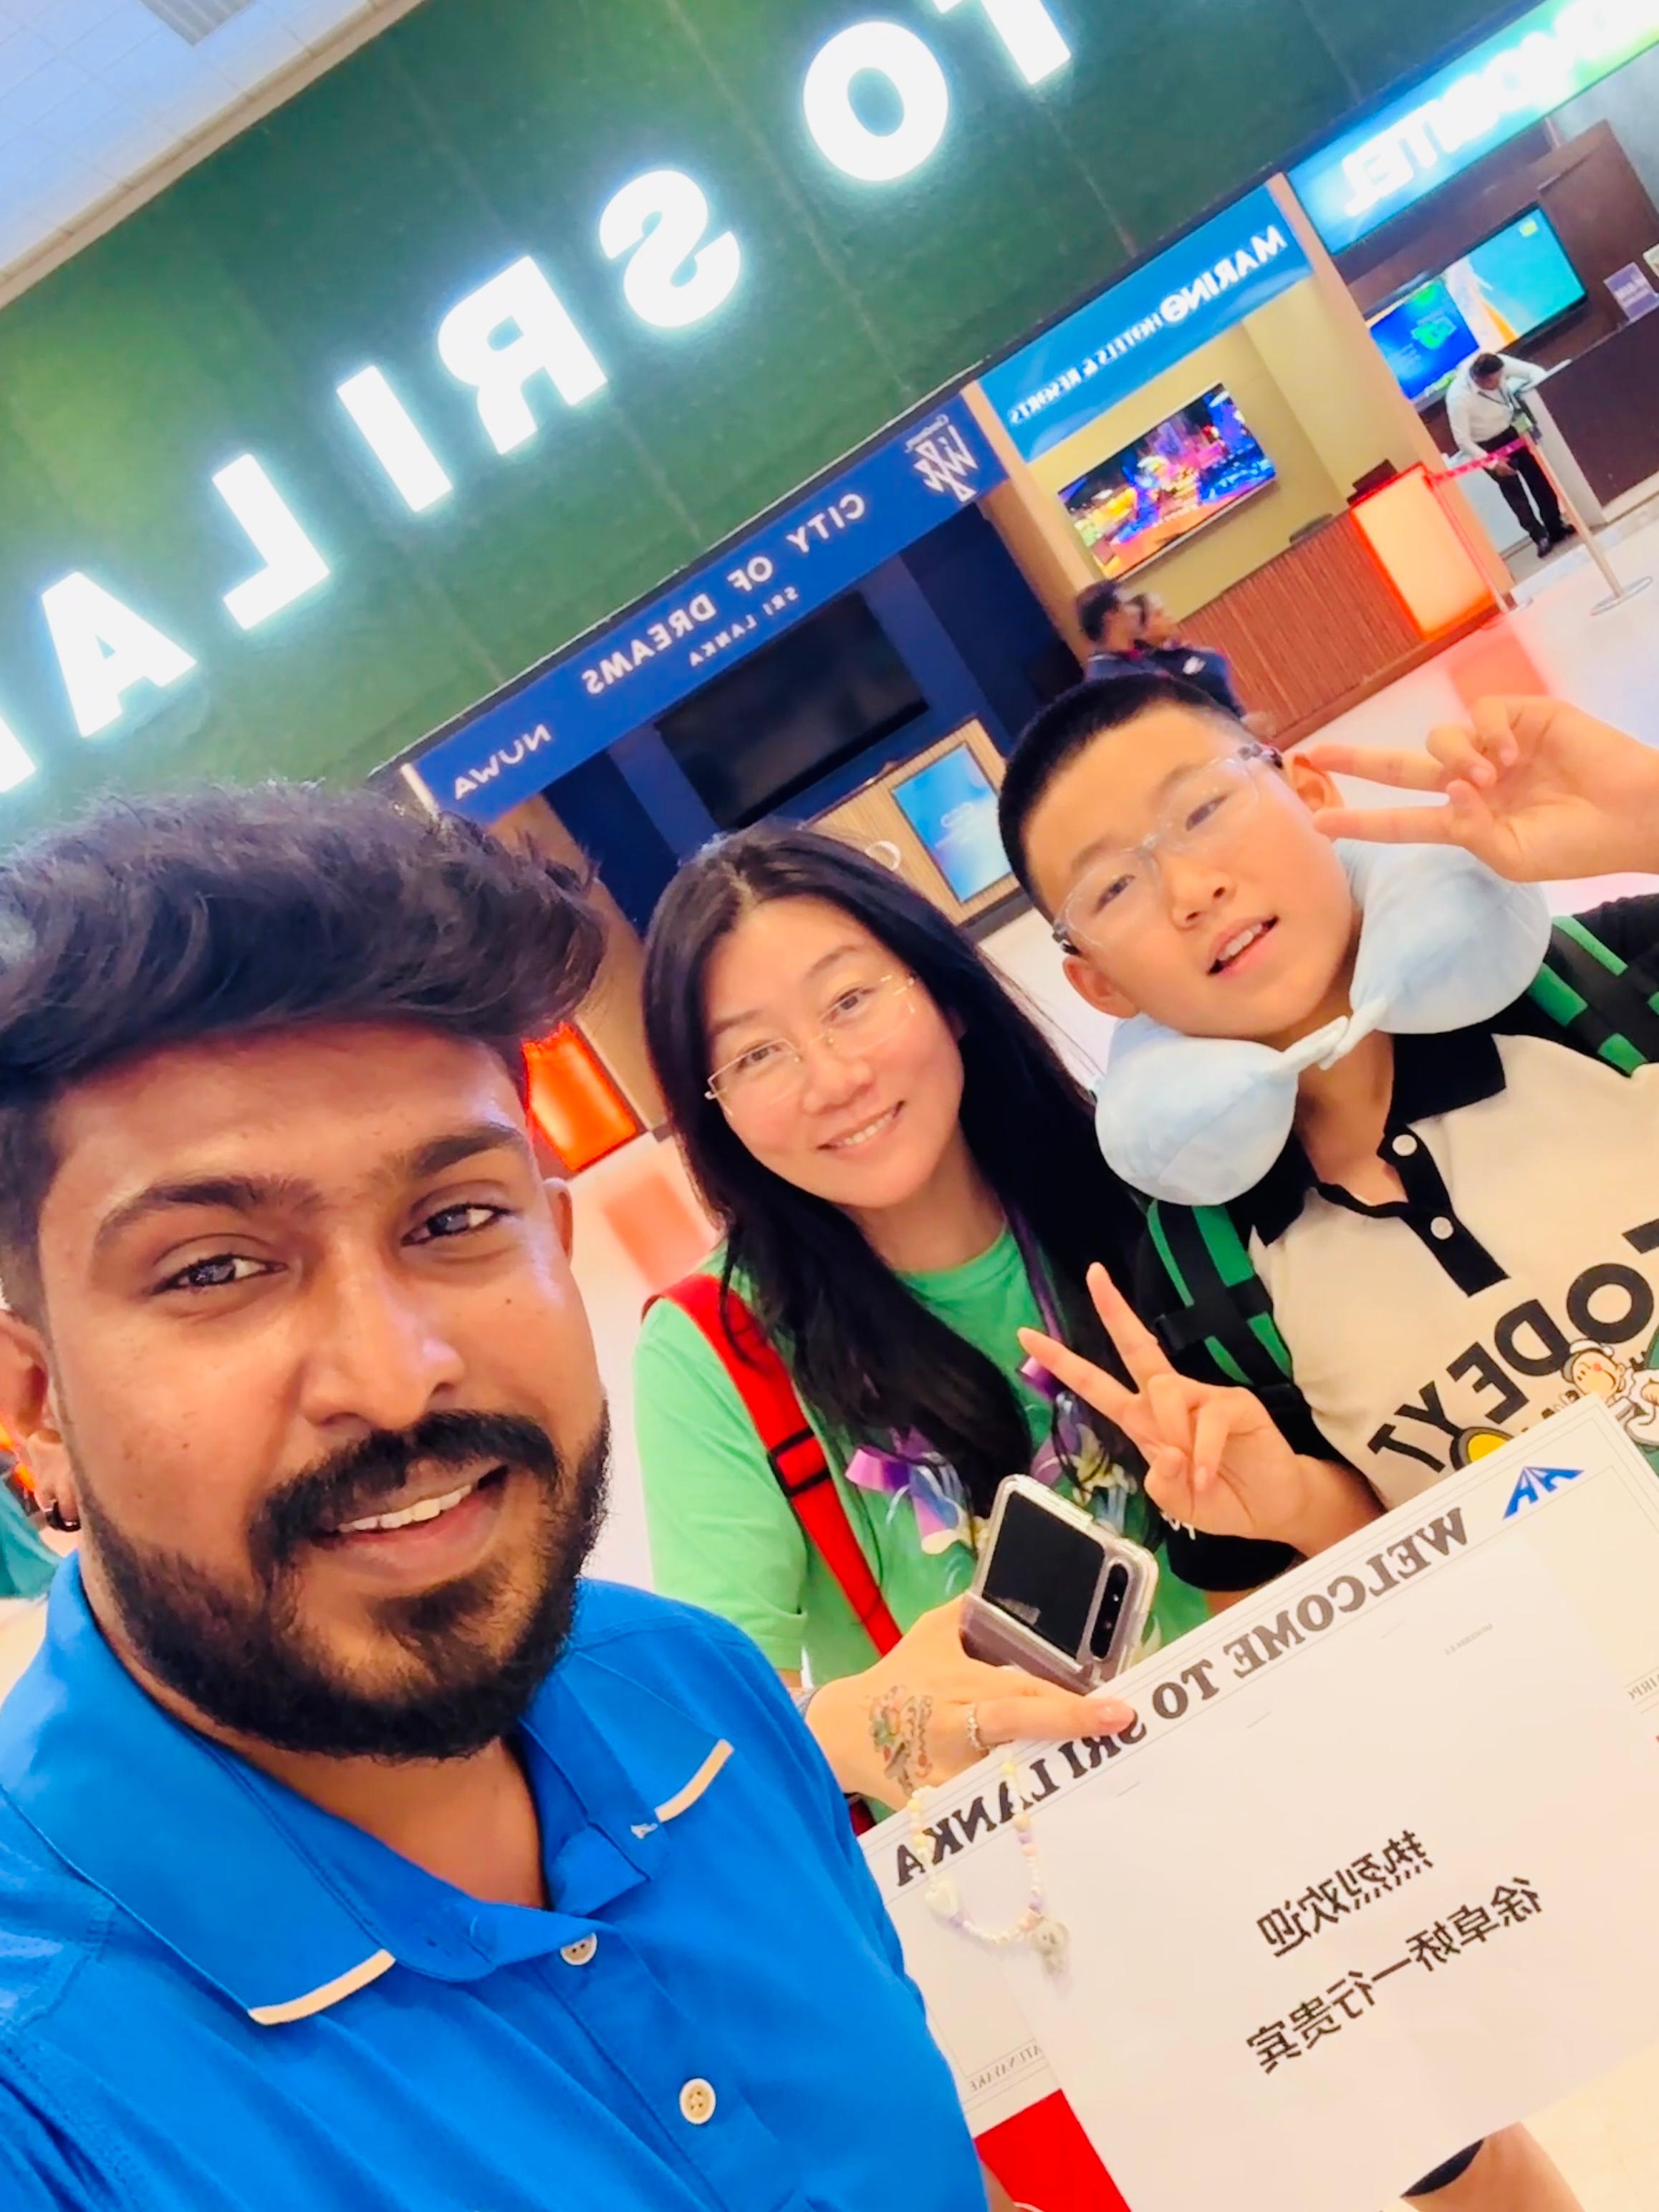 TO SRI LA
MOBITEL
MARINO HOTELS & RESORTS
CITY OF DREAMS
SRI LANKA
NUWA
WELCOME TO SRI LANKA
热烈欢迎
徐卓娇一行贵宾